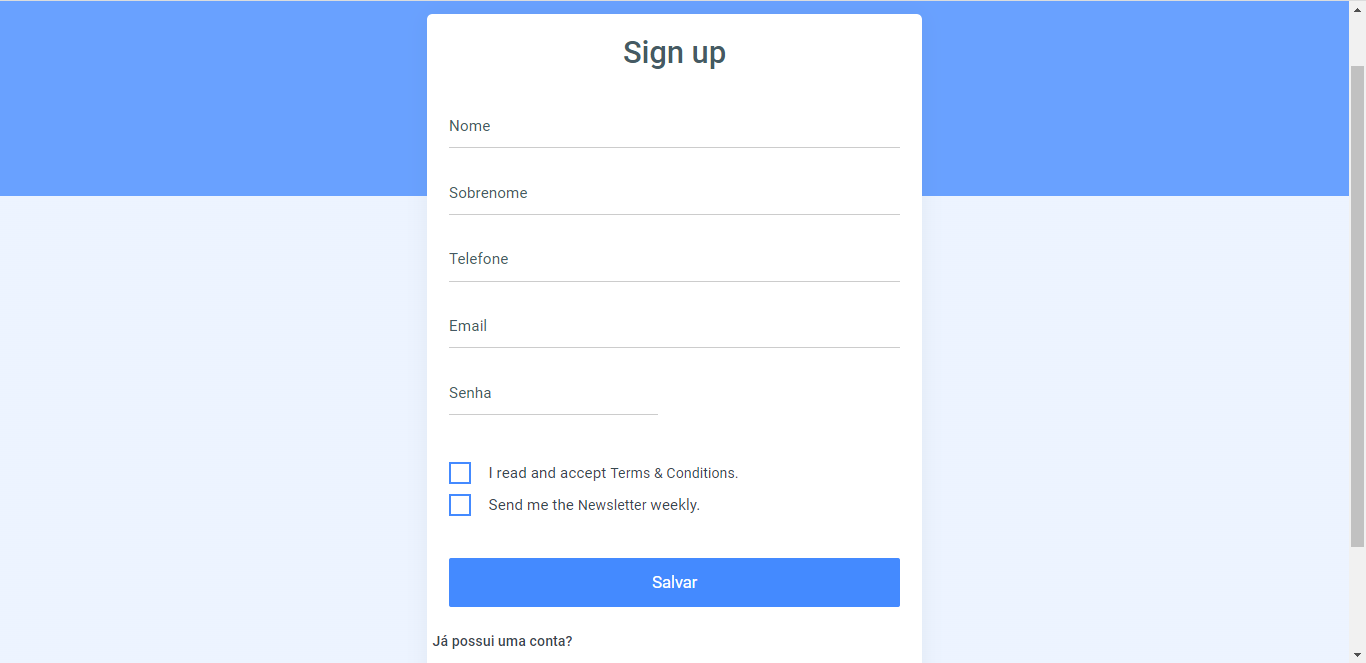 Sign up
Nome
Sobrenome
Telefone
Email
Senha
I read and accept Terms & Conditions.
Send me the Newsletter weekly.
Salvar
Já possui uma conta?